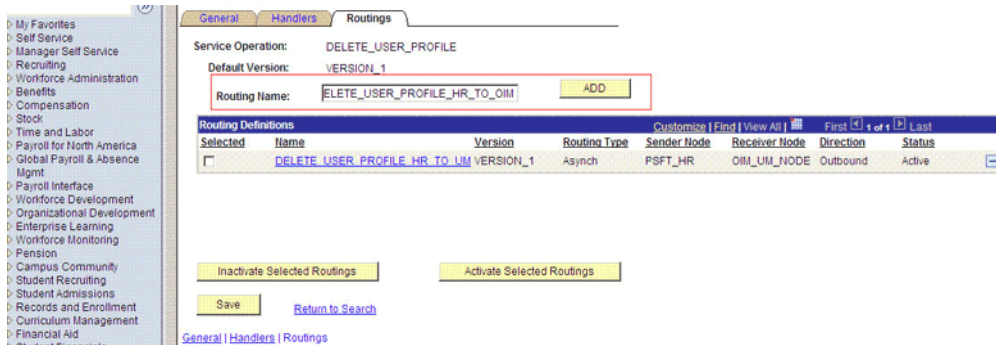 My Favorites
Self Service
Manager Self Service
Recruiting
Workforce Administration
Benefits
Compensation
Stock
Time and Labor
Payroll for North America
Global Payroll & Absence
Mgmt
Payroll Interface
Workforce Development
Organizational Development
Enterprise Learning
Workforce Monitoring
Pension
Campus Community
Student Recruiting
Student Admissions
Records and Enrollment
Curriculum Management
Financial Aid
General Handlers Routings
Service Operation: DELETE_USER_PROFILE
Default Version: VERSION_1
Routing Name: ELETE_USER_PROFILE_HR_TO_OIM ADD
Routing Definitions Customize | Find | View All | First 1 of 1 Last
Selected Name Version Routing Type Sender Node Receiver Node Direction Status
DELETE_USER_PROFILE_HR_TO_UM VERSION_1 Asynch PSFT_HR OIM_UM_NODE Outbound Active
Inactivate Selected Routings Activate Selected Routings
Save Return to Search
General | Handlers | Routings